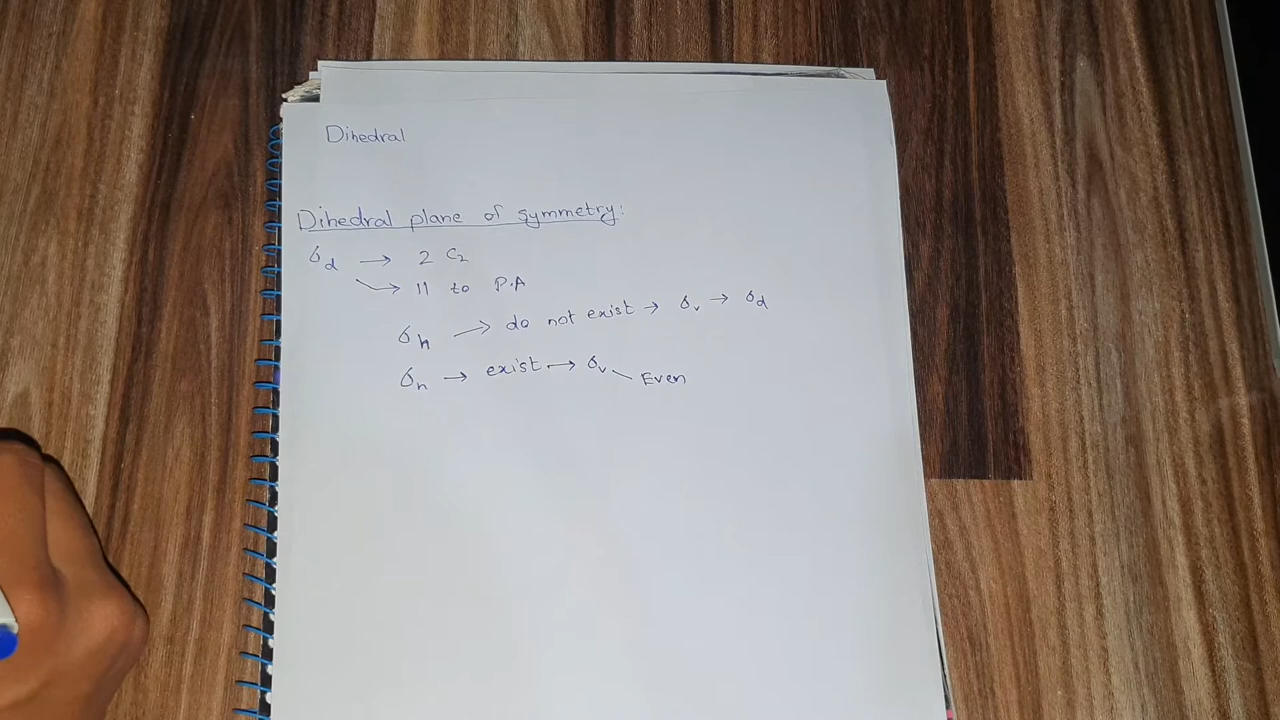 Dihedral
Dihedral plane of symmetry:
σd → 2 C2
→ 11 to P.A
σh → do not exist → σv → σd
σh → exist → σv Even